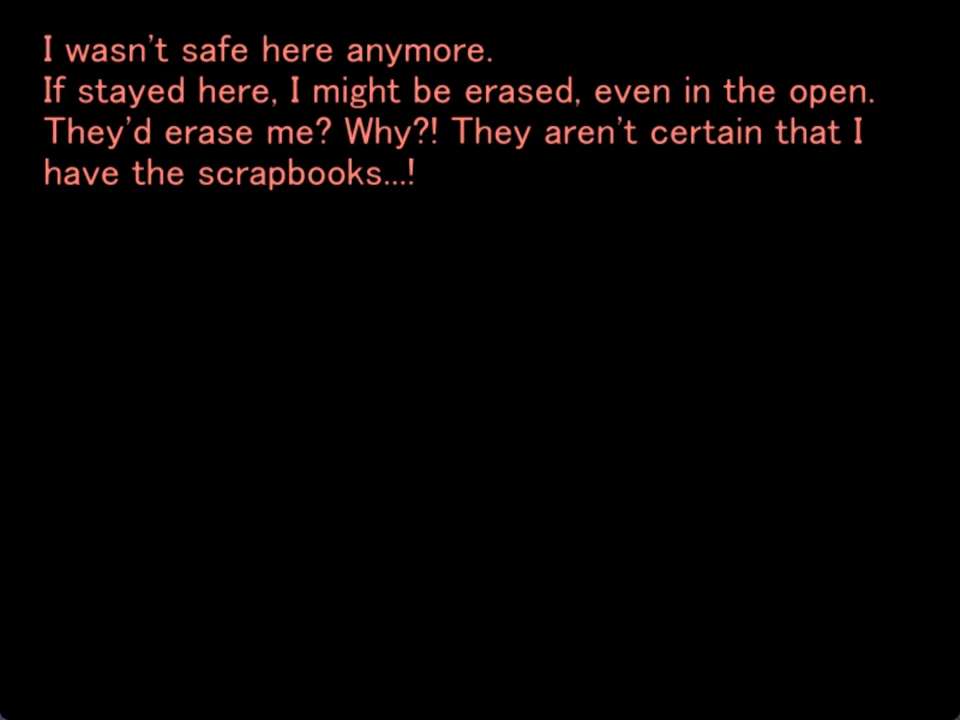 I wasn't safe here anymore.
If stayed here, I might be erased, even in the open.
They'd erase me? Why?! They aren't certain that I
have the scrapbooks...!